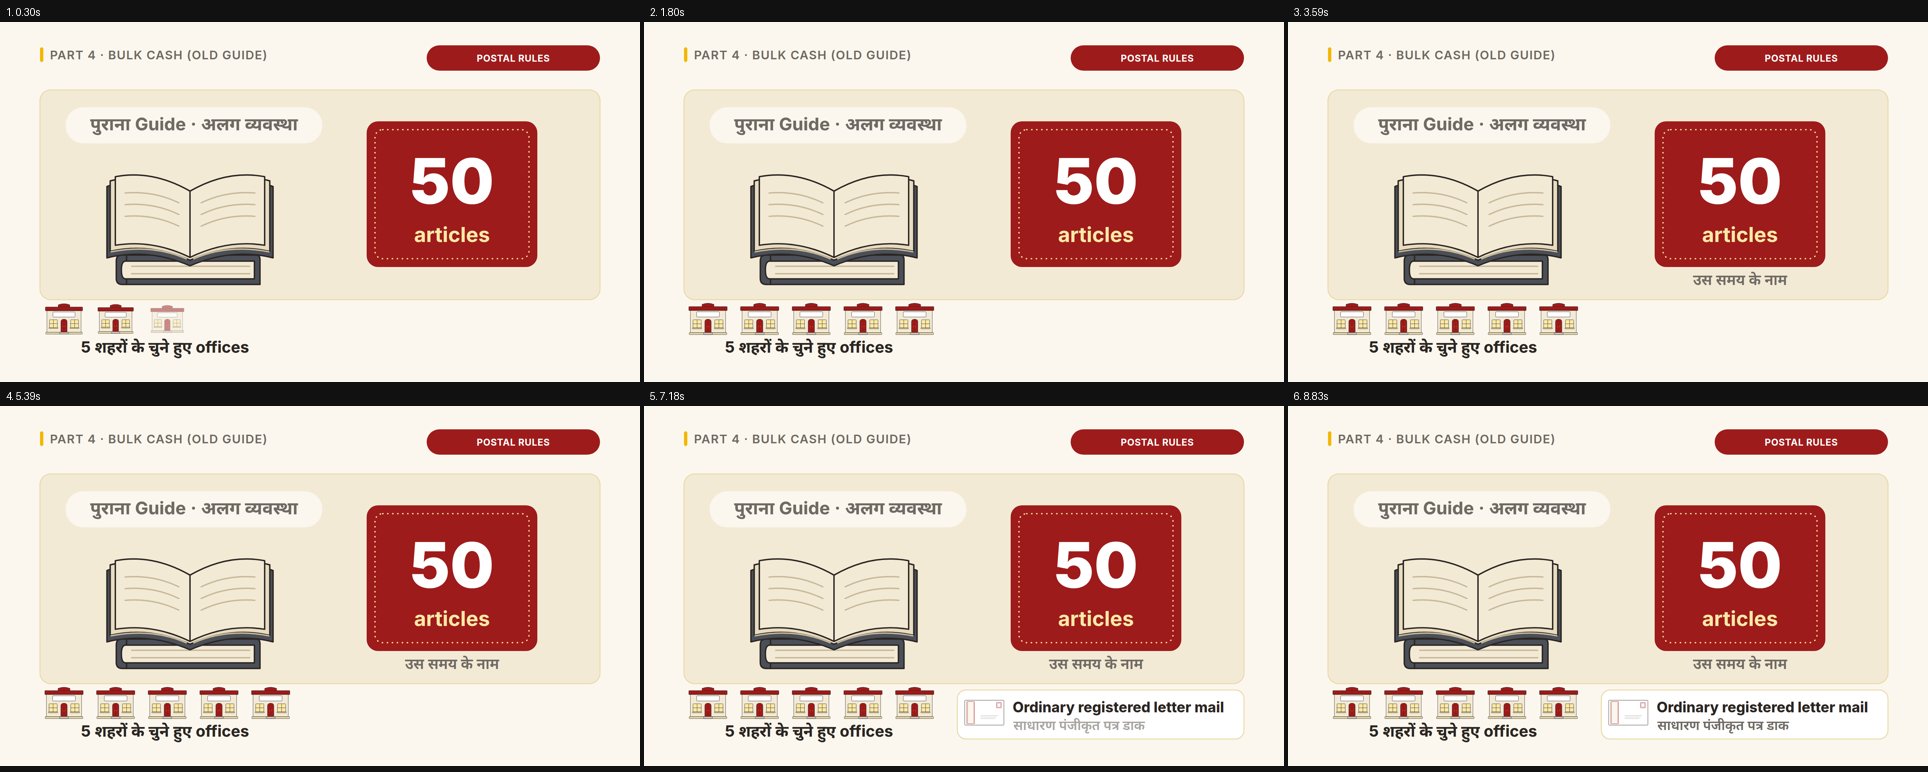 1. 0.30s
PART 4 · BULK CASH (OLD GUIDE)
POSTAL RULES
पुराना Guide · अलग व्यवस्था
50
articles
5 शहरों के चुने हुए offices
2. 1.80s
PART 4 · BULK CASH (OLD GUIDE)
POSTAL RULES
पुराना Guide · अलग व्यवस्था
50
articles
5 शहरों के चुने हुए offices
3. 3.59s
PART 4 · BULK CASH (OLD GUIDE)
POSTAL RULES
पुराना Guide · अलग व्यवस्था
50
articles
उस समय के नाम
5 शहरों के चुने हुए offices
4. 5.39s
PART 4 · BULK CASH (OLD GUIDE)
POSTAL RULES
पुराना Guide · अलग व्यवस्था
50
articles
उस समय के नाम
5 शहरों के चुने हुए offices
5. 7.18s
PART 4 · BULK CASH (OLD GUIDE)
POSTAL RULES
पुराना Guide · अलग व्यवस्था
50
articles
उस समय के नाम
Ordinary registered letter mail
साधारण पंजीकृत पत्र डाक
5 शहरों के चुने हुए offices
6. 8.83s
PART 4 · BULK CASH (OLD GUIDE)
POSTAL RULES
पुराना Guide · अलग व्यवस्था
50
articles
उस समय के नाम
Ordinary registered letter mail
साधारण पंजीकृत पत्र डाक
5 शहरों के चुने हुए offices